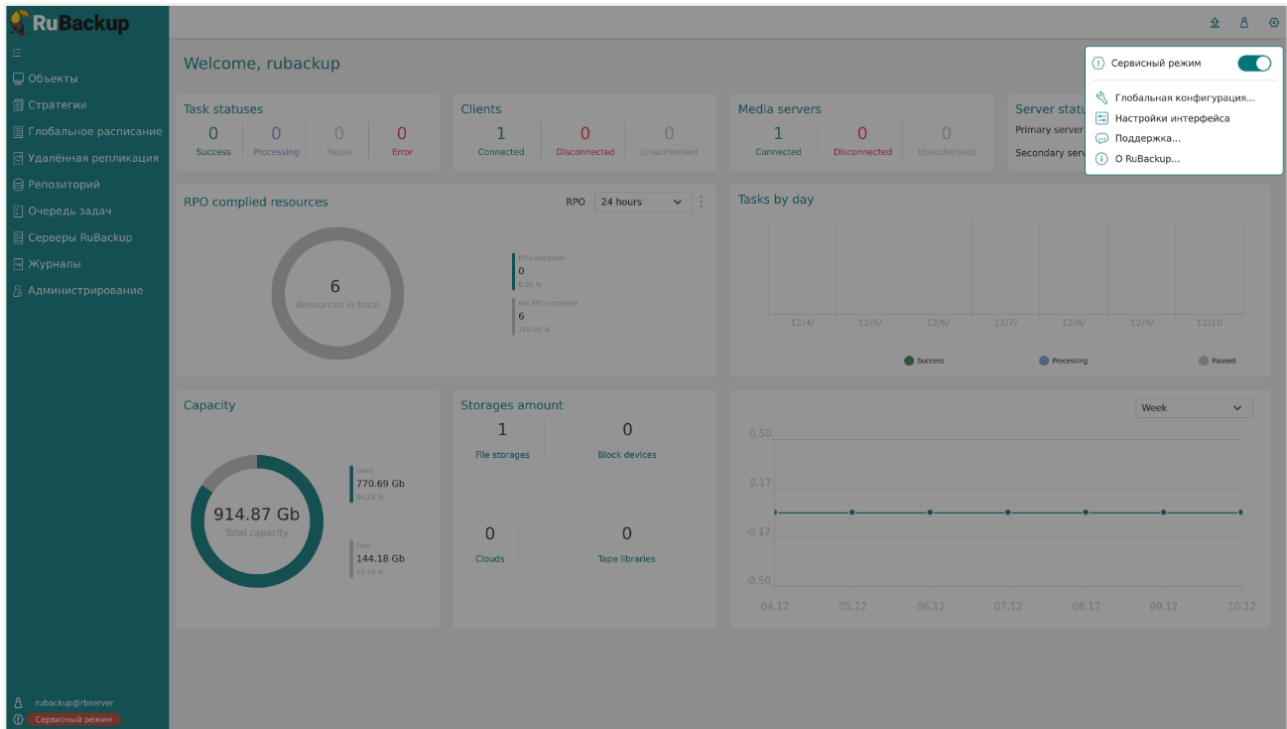 RuBackup
Объекты
Стратегии
Глобальное расписание
Удалённая репликация
Репозиторий
Очередь задач
Серверы RuBackup
Журналы
Администрирование
rubackup@rbserver
Сервисный режим
Welcome, rubackup
Сервисный режим
Глобальная конфигурация...
Настройки интерфейса
Поддержка...
О RuBackup...
Task statuses
0 0 0 0
Success Processing Pause Error
Clients
1 0 0
Connected Disconnected Unauthorised
Media servers
1 0 0
Connected Disconnected Unauthorised
Server
Primary server
Secondary
RPO complied resources
RPO 24 hours
6
Resources in total
RPO complied
0
0.00 %
not RPO complied
6
100.00 %
Tasks by day
12/4/ 12/5/ 12/6/ 12/7/ 12/8/ 12/9/ 12/10
Success Processing Paused
Capacity
914.87 Gb
Total capacity
Used
770.69 Gb
84.24 %
Free
144.18 Gb
15.76 %
Storages amount
1 0
File storages Block devices
0 0
Clouds Tape libraries
Week
0.50
0.17
-0.17
-0.50
04.12 05.12 06.12 07.12 08.12 09.12 10.12